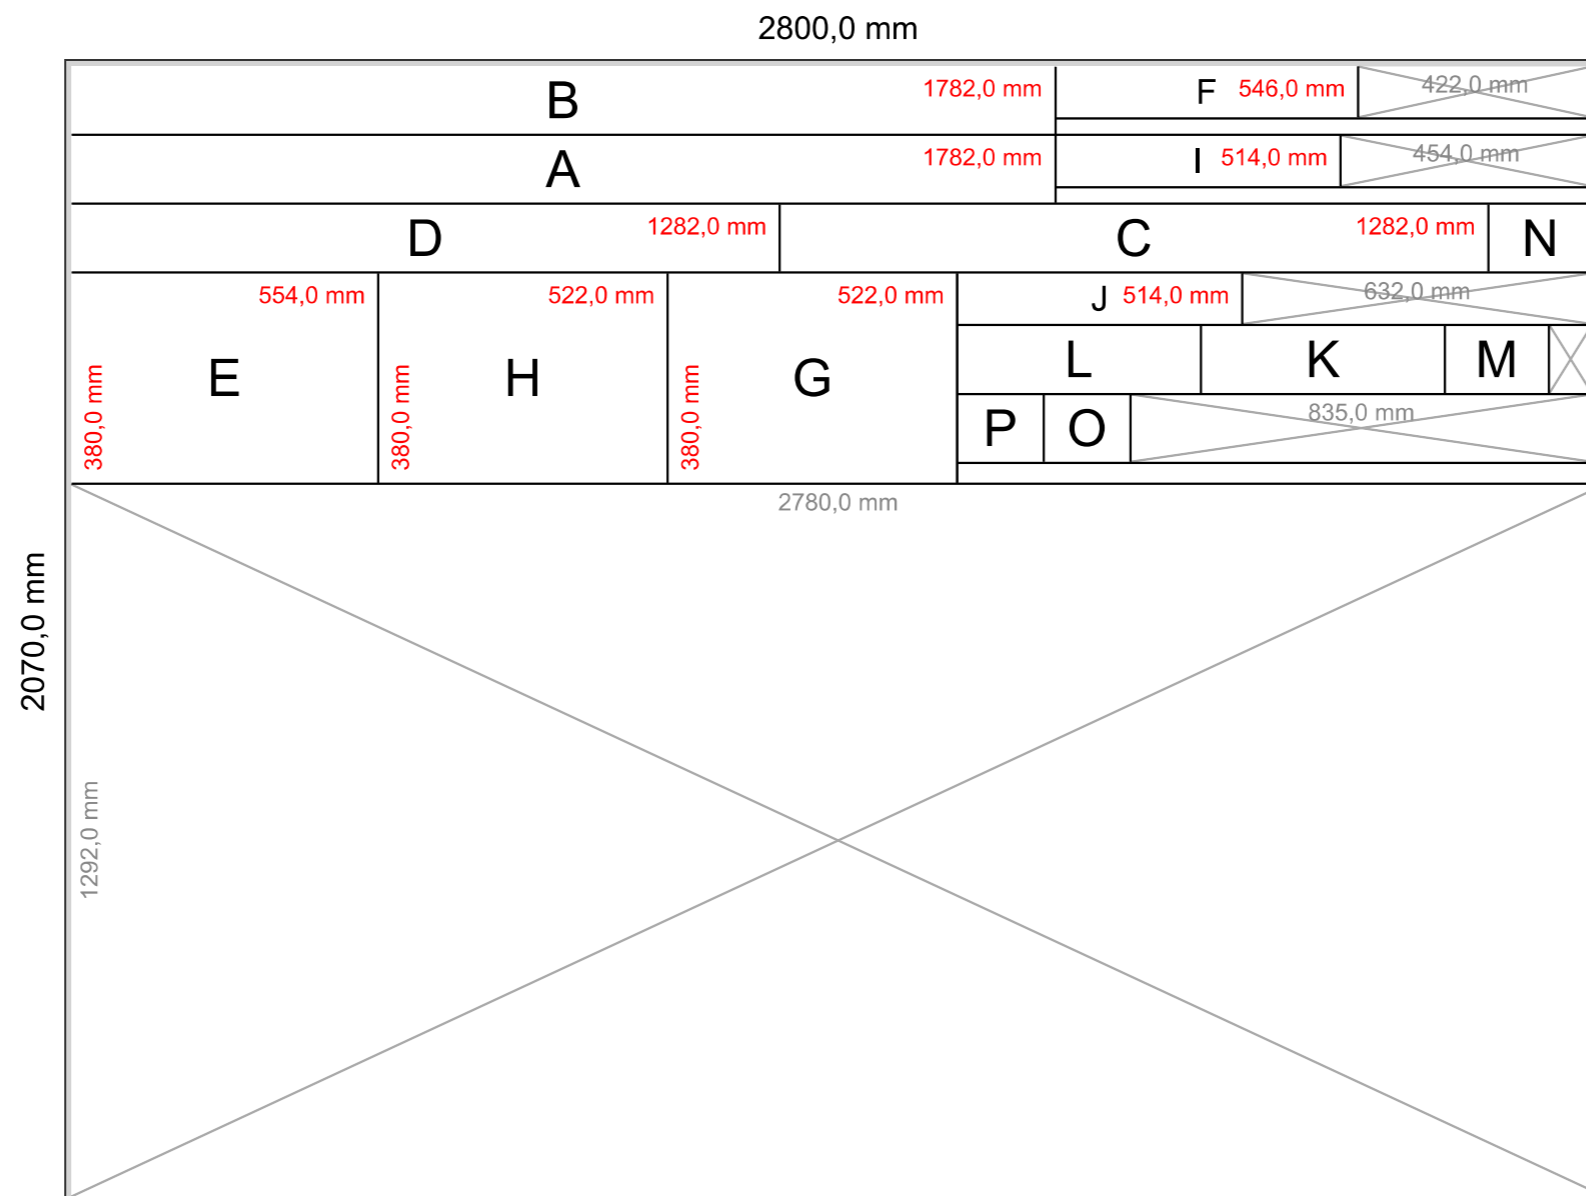 2800,0 mm
B 1782,0 mm F 546,0 mm 422,0 mm
A 1782,0 mm I 514,0 mm 454,0 mm
D 1282,0 mm C 1282,0 mm N
554,0 mm 522,0 mm 522,0 mm J 514,0 mm 632,0 mm
380,0 mm E 380,0 mm H 380,0 mm G L K M
P O 835,0 mm
2780,0 mm
2070,0 mm
1292,0 mm